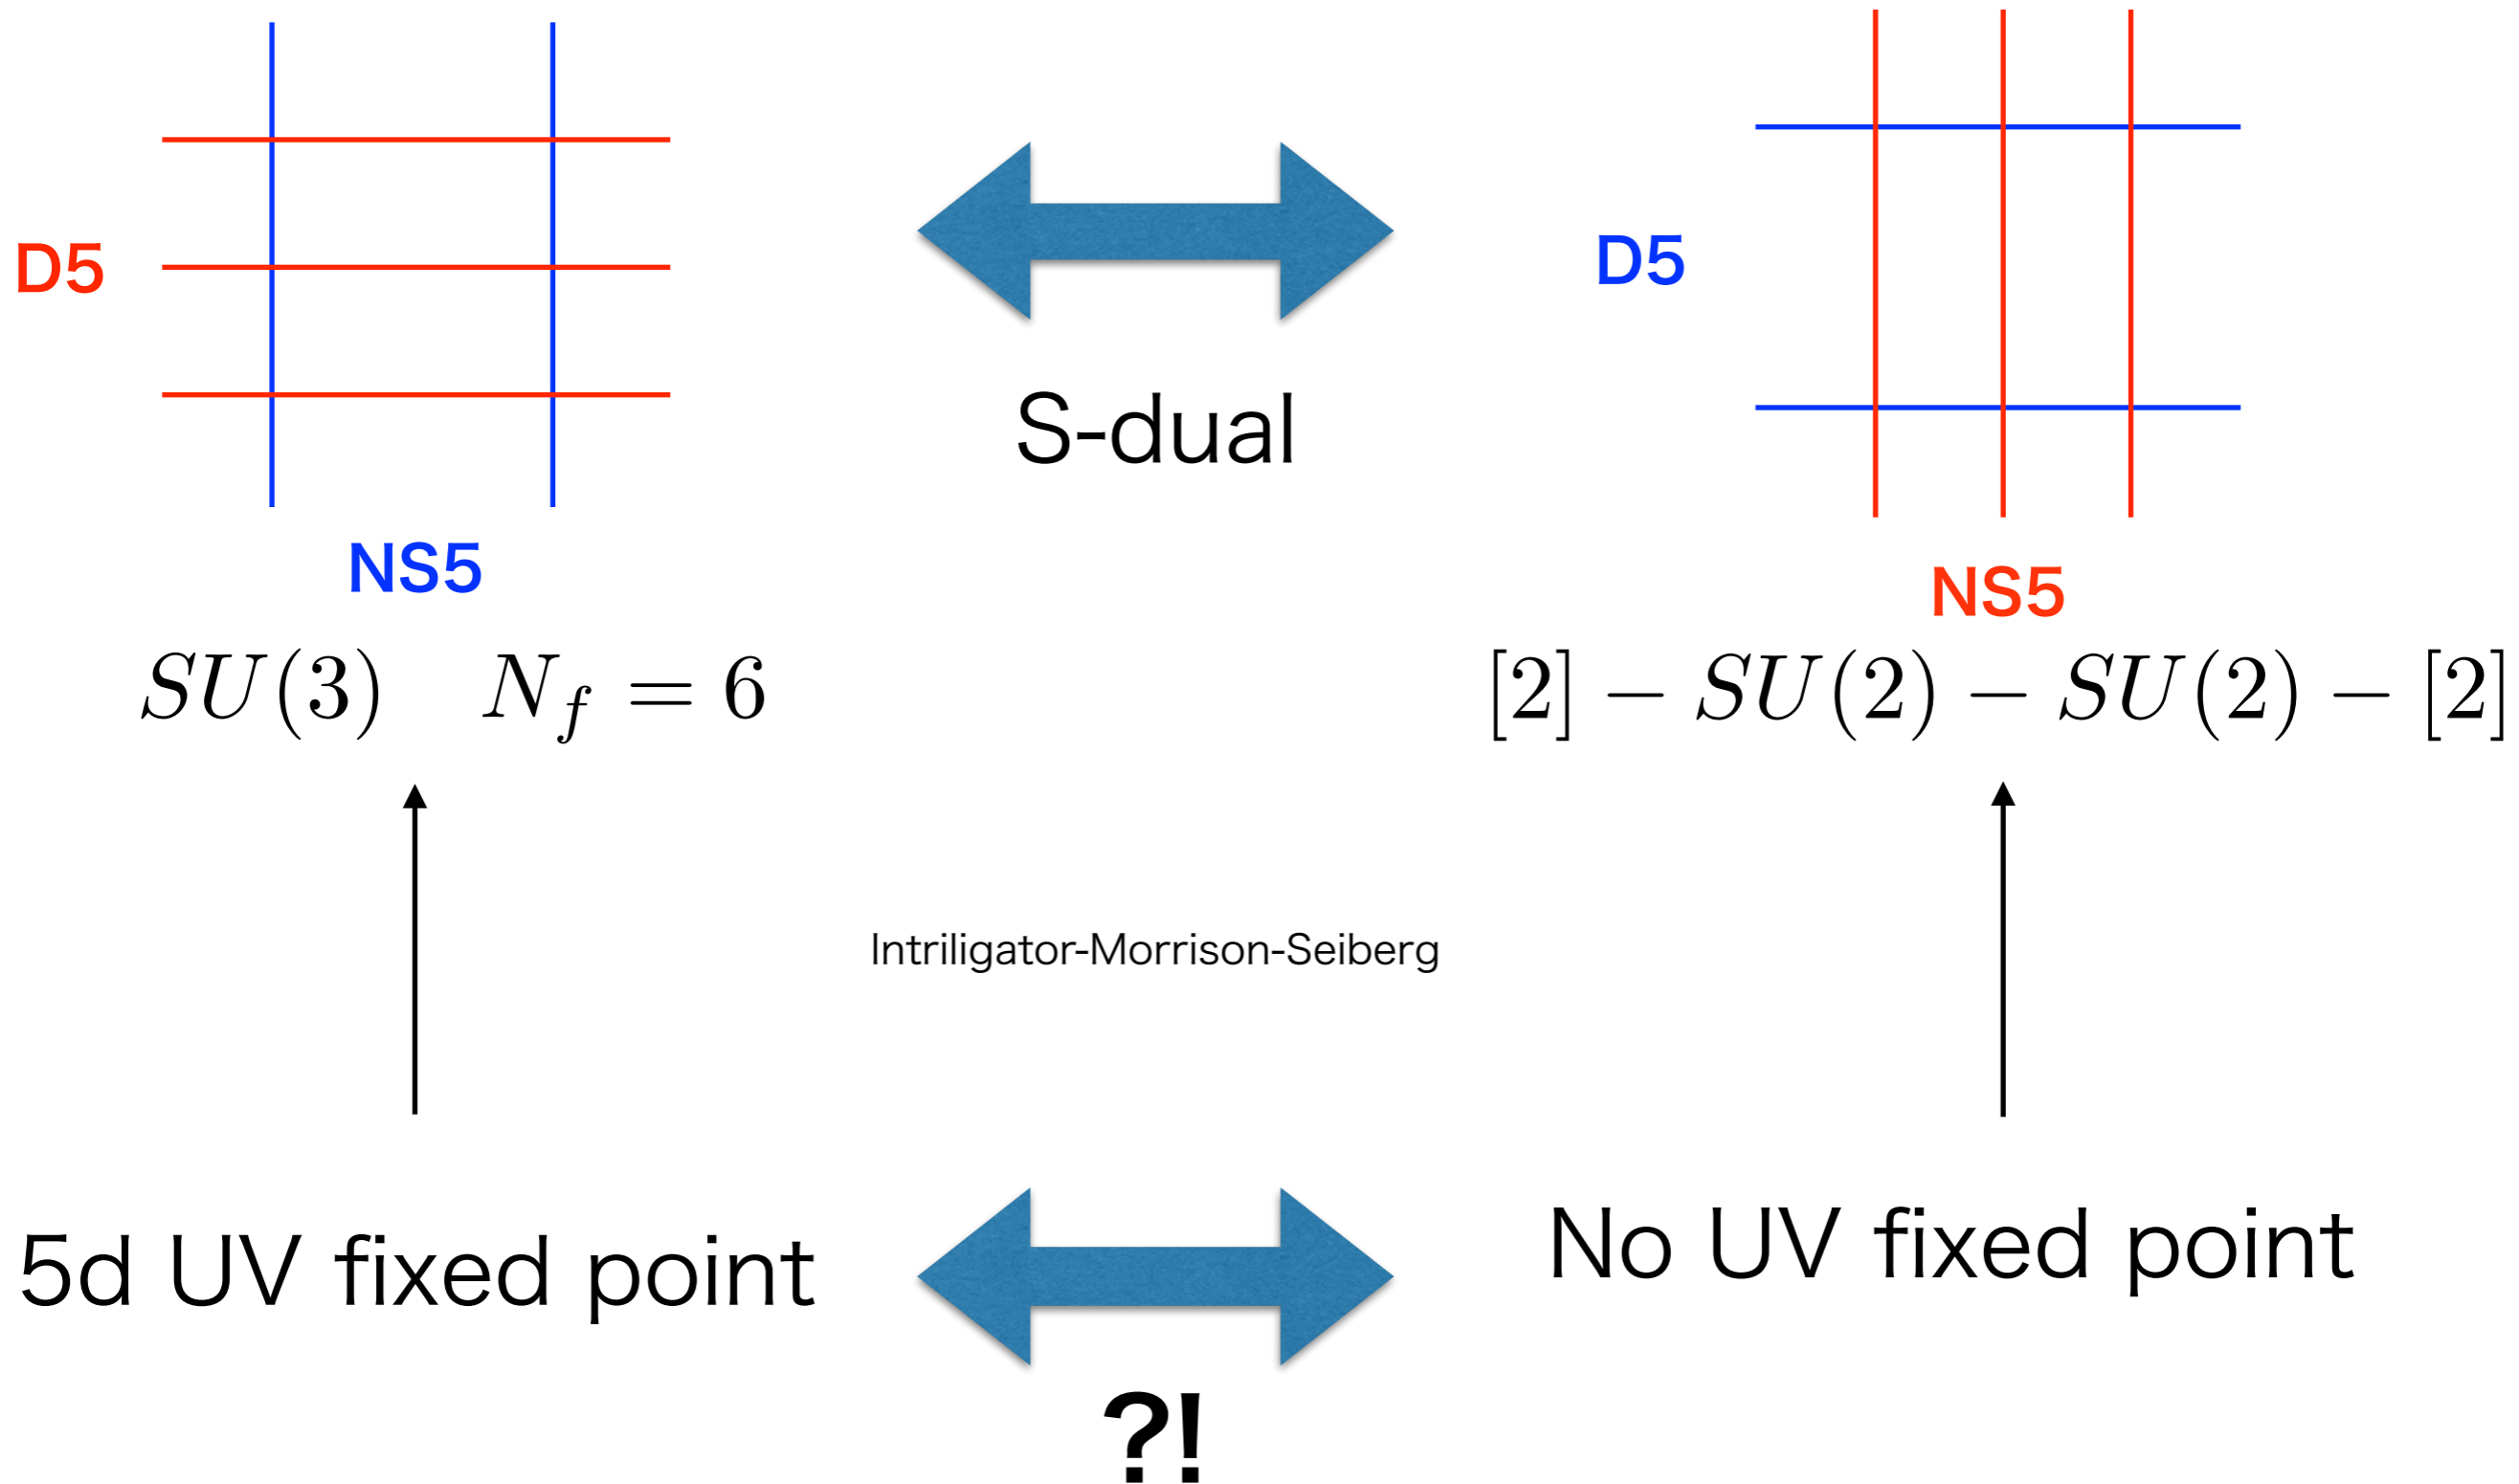 D5
NS5
S-dual
D5
NS5
SU(3) N_f = 6
[2] − SU(2) − SU(2) − [2]
Intriligator-Morrison-Seiberg
5d UV fixed point
No UV fixed point
?!